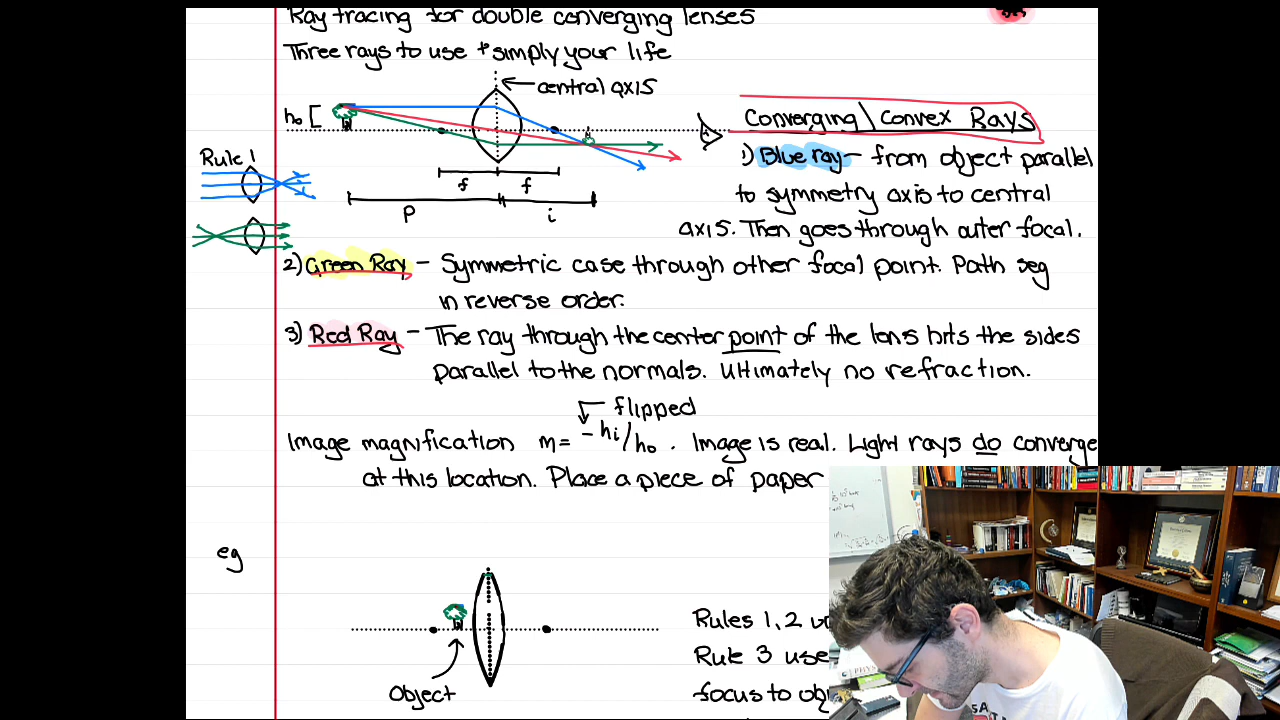 Ray tracing for double converging lenses
Three rays to use + simply your life
central axis
ho [
Converging \ Convex Rays
1) Blue ray - from object parallel
to symmetry axis to central
axis. Then goes through outer focal.
Rule 1
f f
p i
2) Green Ray - Symmetric case through other focal point. Path seg
in reverse order.
3) Red Ray - The ray through the center point of the lens hits the sides
parallel to the normals. Ultimately no refraction.
flipped
Image magnification m = -hi/ho. Image is real. Light rays do converge
at this location. Place a piece of paper
eg
Rules 1, 2
Rule 3 use
focus to
Object